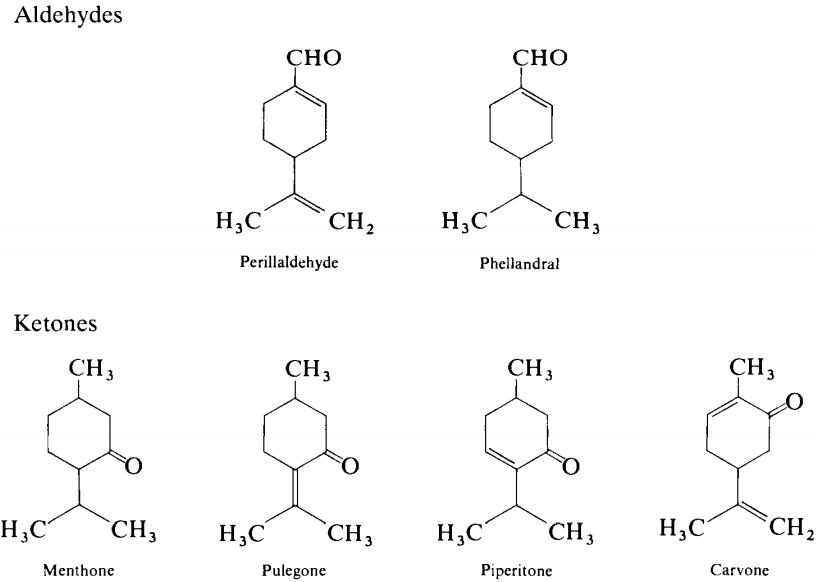 Aldehydes
CHO CHO
H₃C CH₂ H₃C CH₃
Perillaldehyde Phellandral
Ketones
CH₃ CH₃ CH₃ CH₃
O
O O O
H₃C CH₃ H₃C CH₃ H₃C CH₃ H₃C CH₂
Menthone Pulegone Piperitone Carvone